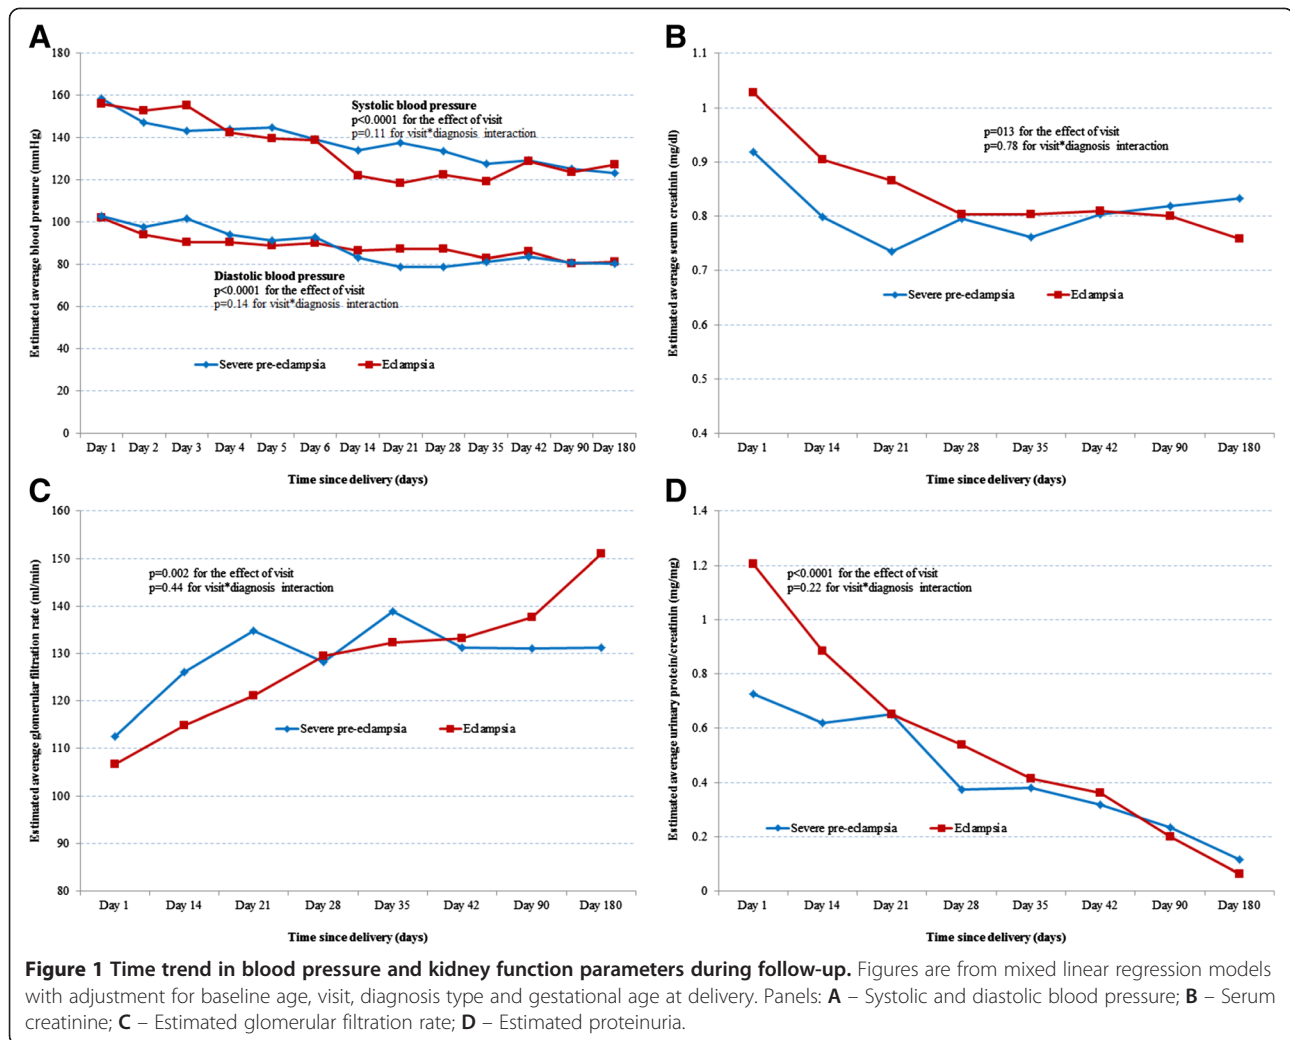 A
Estimated average blood pressure (mmHg)
180
160
140
120
100
80
60
40
20
0
Systolic blood pressure
p<0.0001 for the effect of visit
p=0.11 for visit*diagnosis interaction
Diastolic blood pressure
p<0.0001 for the effect of visit
p=0.14 for visit*diagnosis interaction
Severe pre-eclampsia
Eclampsia
Day 1 Day 2 Day 3 Day 4 Day 5 Day 6 Day 14 Day 21 Day 28 Day 35 Day 42 Day 90 Day 180
Time since delivery (days)
B
Estimated average serum creatinin (mg/dl)
1.1
1
0.9
0.8
0.7
0.6
0.5
0.4
p=013 for the effect of visit
p=0.78 for visit*diagnosis interaction
Severe pre-eclampsia
Eclampsia
Day 1 Day 14 Day 21 Day 28 Day 35 Day 42 Day 90 Day 180
Time since delivery (days)
C
Estimated average glomerular filtration rate (ml/min)
160
150
140
130
120
110
100
90
80
p=0.002 for the effect of visit
p=0.44 for visit*diagnosis interaction
Severe pre-eclampsia
Eclampsia
Day 1 Day 14 Day 21 Day 28 Day 35 Day 42 Day 90 Day 180
Time since delivery (days)
D
Estimated average urinary protein/creatinin (mg/mg)
1.4
1.2
1
0.8
0.6
0.4
0.2
0
p<0.0001 for the effect of visit
p=0.22 for visit*diagnosis interaction
Severe pre-eclampsia
Eclampsia
Day 1 Day 14 Day 21 Day 28 Day 35 Day 42 Day 90 Day 180
Time since delivery (days)
Figure 1 Time trend in blood pressure and kidney function parameters during follow-up. Figures are from mixed linear regression models
with adjustment for baseline age, visit, diagnosis type and gestational age at delivery. Panels: A – Systolic and diastolic blood pressure; B – Serum
creatinine; C – Estimated glomerular filtration rate; D – Estimated proteinuria.